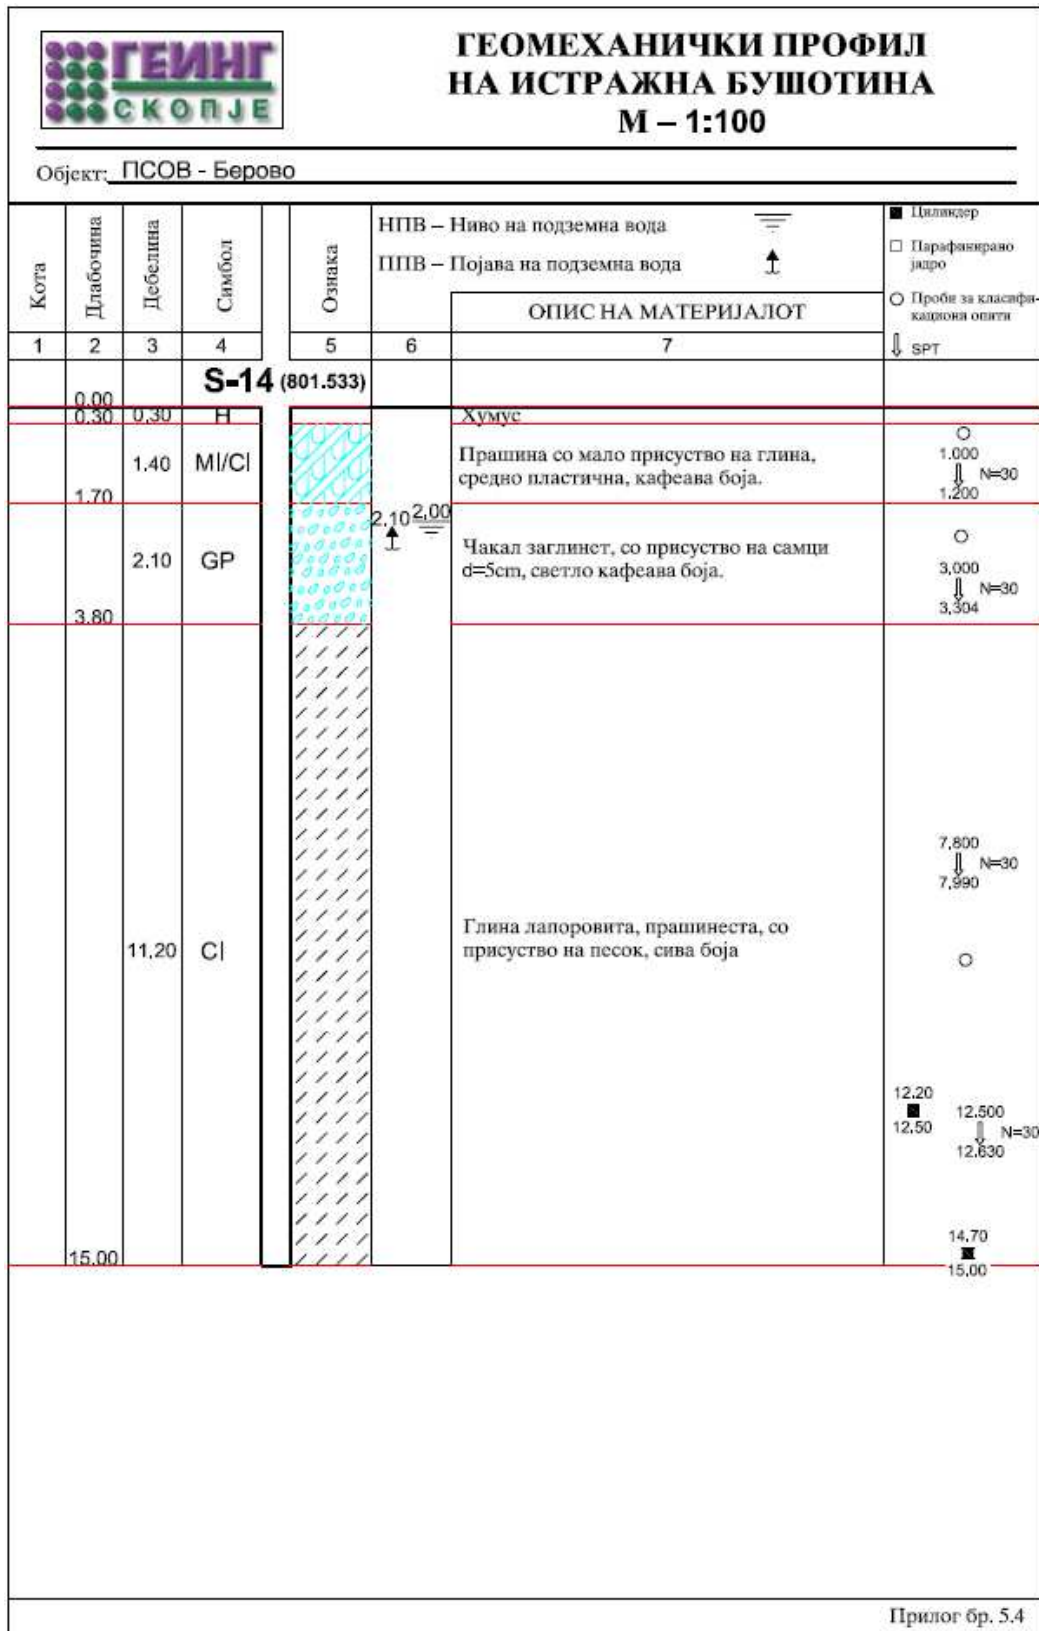 ГЕИНГ
СКОПЈЕ
ГЕОМЕХАНИЧКИ ПРОФИЛ
НА ИСТРАЖНА БУШОТИНА
М – 1:100
Објект: ПСОВ - Берово
Кота
Длабочина
Дебелина
Симбол
Ознака
НПВ – Ниво на подземна вода
ППВ – Појава на подземна вода
ОПИС НА МАТЕРИЈАЛОТ
Цилиндер
Парафинирано
јадро
Проби за класифи-
кациони опити
SPT
1 2 3 4 5 6 7
S-14 (801.533)
0.00
0.30 0,30 H Хумус
1.40 Ml/Cl
Прашина со мало присуство на глина,
средно пластична, кафеава боја.
1.000
N=30
1.200
1.70
2.10 2,00
2.10 GP
Чакал заглинет, со присуство на самци
d=5cm, светло кафеава боја.
3,000
N=30
3,304
3.80
7,800
N=30
7,990
11,20 Cl
Глина лапоровита, прашинеста, со
присуство на песок, сива боја
12.20
12.50
12.500
N=30
12.630
14.70
15,00
15.00
Прилог бр. 5.4